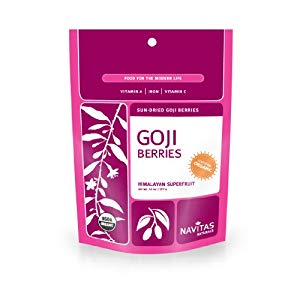 FOOD FOR THE MODERN LIFE
VITAMIN A | IRON | VITAMIN C
SUN-DRIED GOJI BERRIES
GOJI
BERRIES
HIMALAYAN SUPERFRUIT
USDA
ORGANIC
NAVITAS
NATURALS